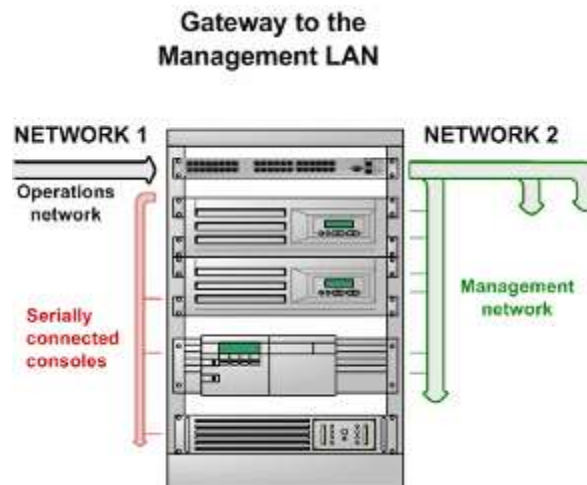 Gateway to the
Management LAN
NETWORK 1
NETWORK 2
Operations
network
Serially
connected
consoles
Management
network